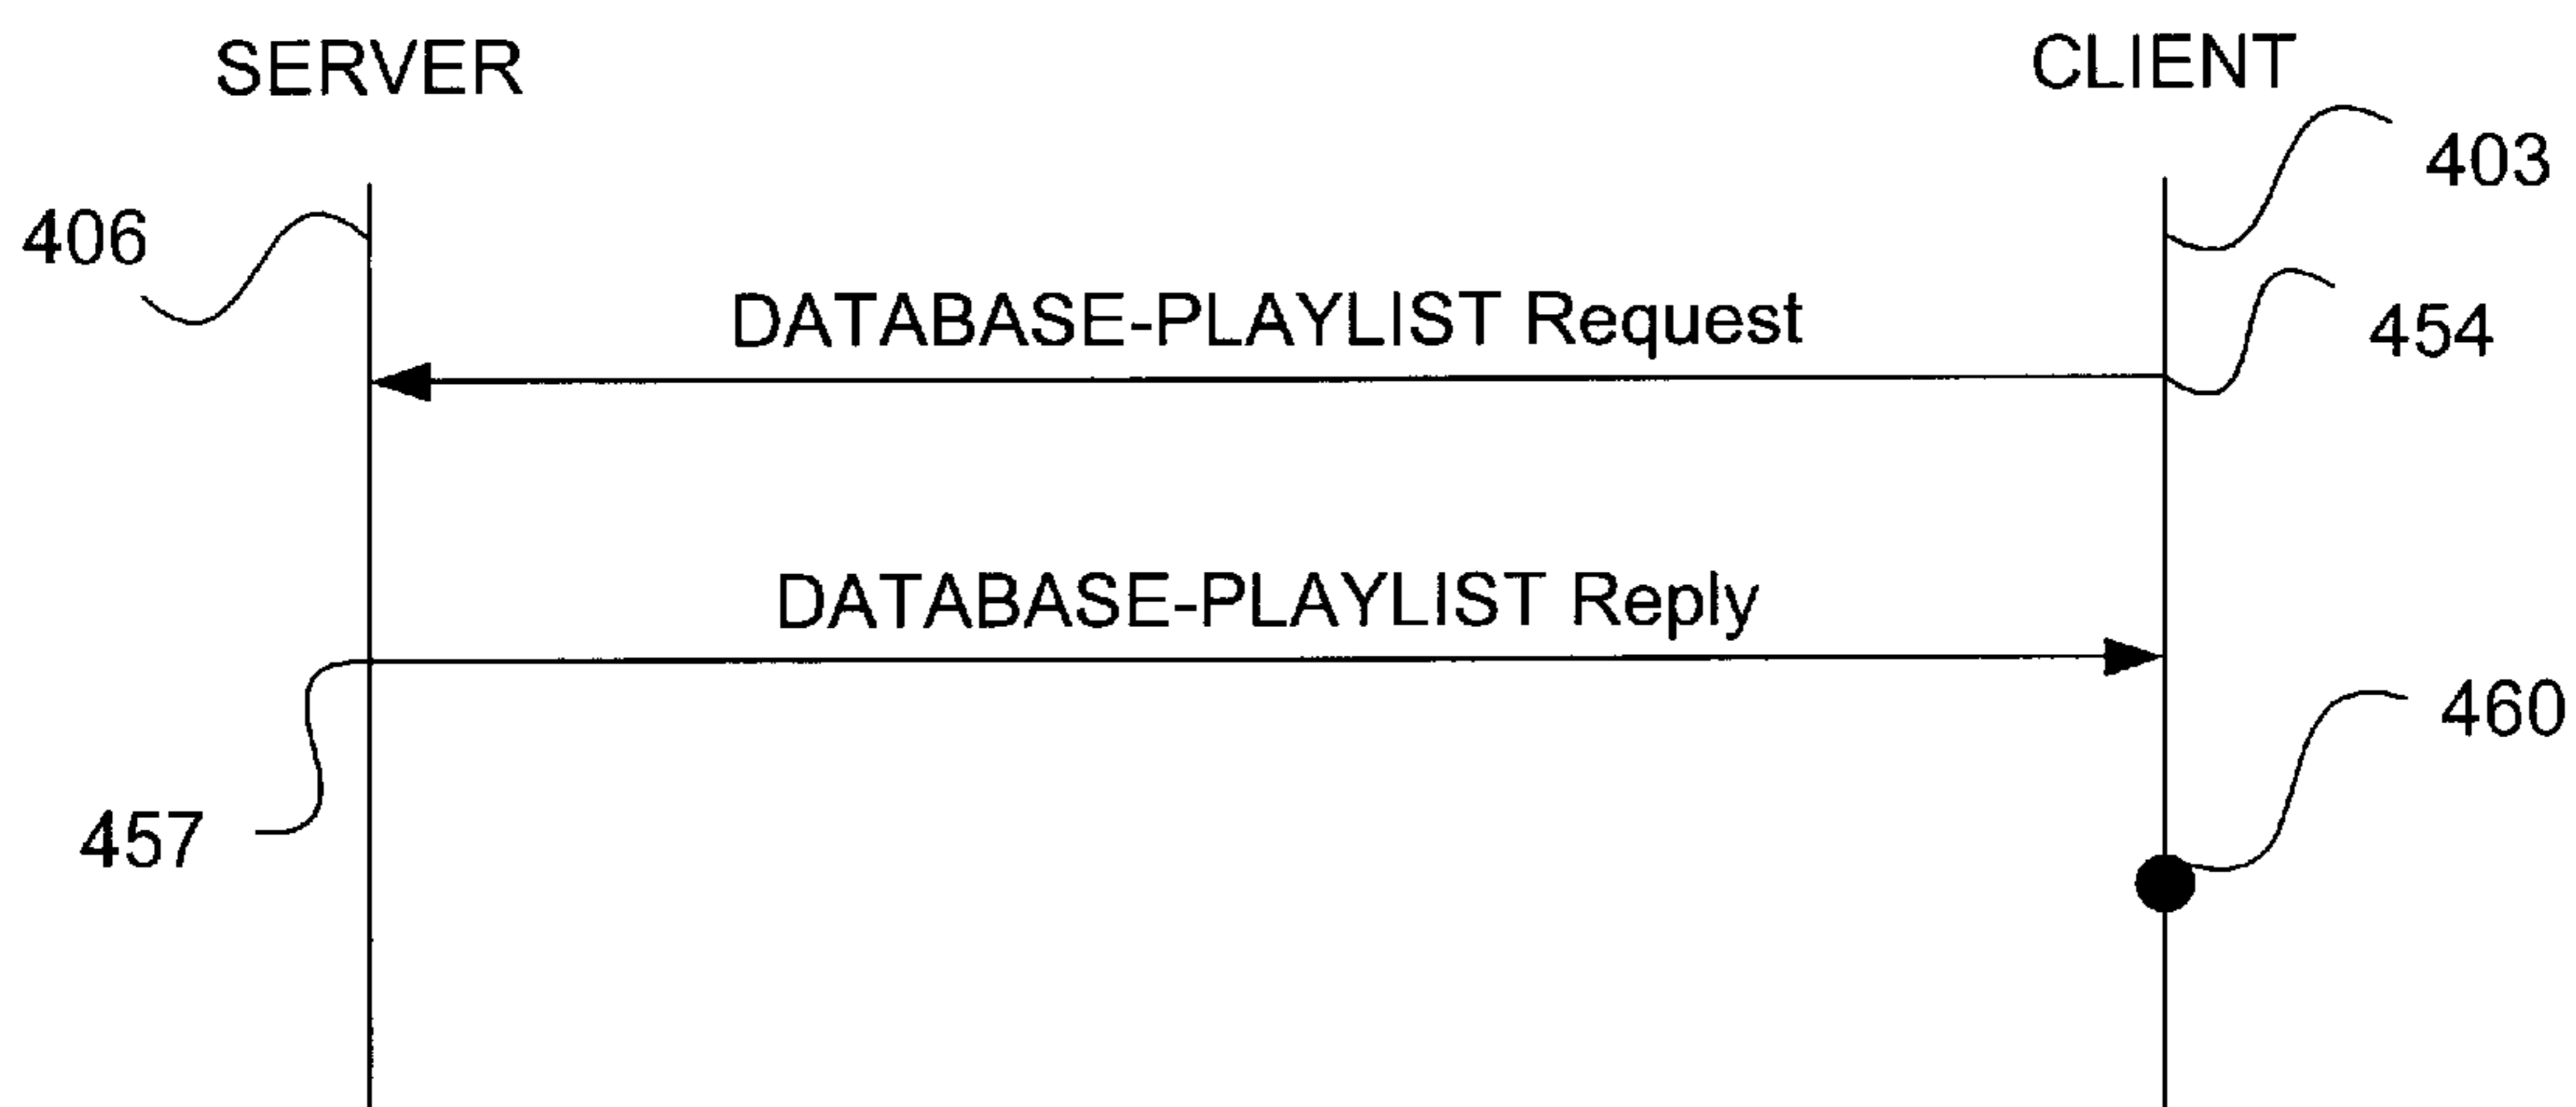 SERVER
CLIENT
403
406
DATABASE-PLAYLIST Request
454
DATABASE-PLAYLIST Reply
460
457